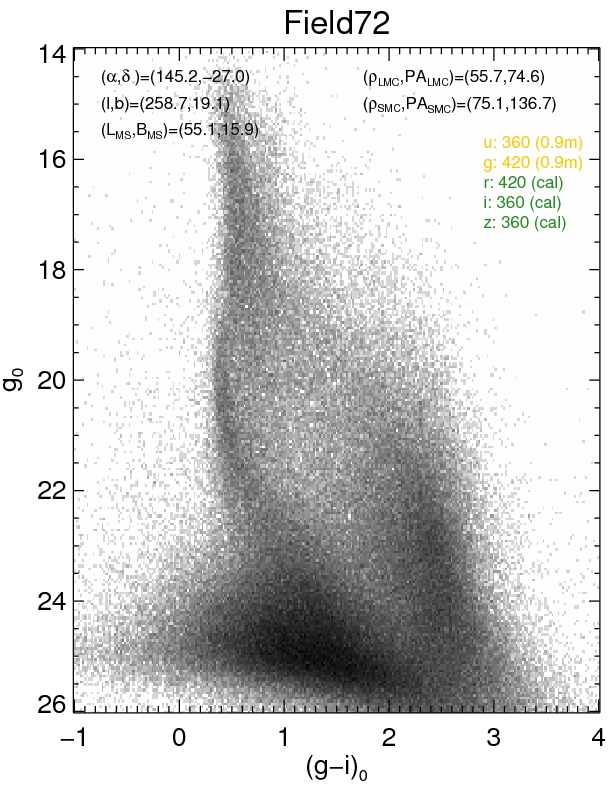 Field72
(α,δ )=(145.2,−27.0)
(ρLMC,PALMC)=(55.7,74.6)
(l,b)=(258.7,19.1)
(ρSMC,PASMC)=(75.1,136.7)
(LMS,BMS)=(55.1,15.9)
u: 360 (0.9m)
g: 420 (0.9m)
r: 420 (cal)
i: 360 (cal)
z: 360 (cal)
14
16
18
20
22
24
26
g0
−1 0 1 2 3 4
(g−i)0